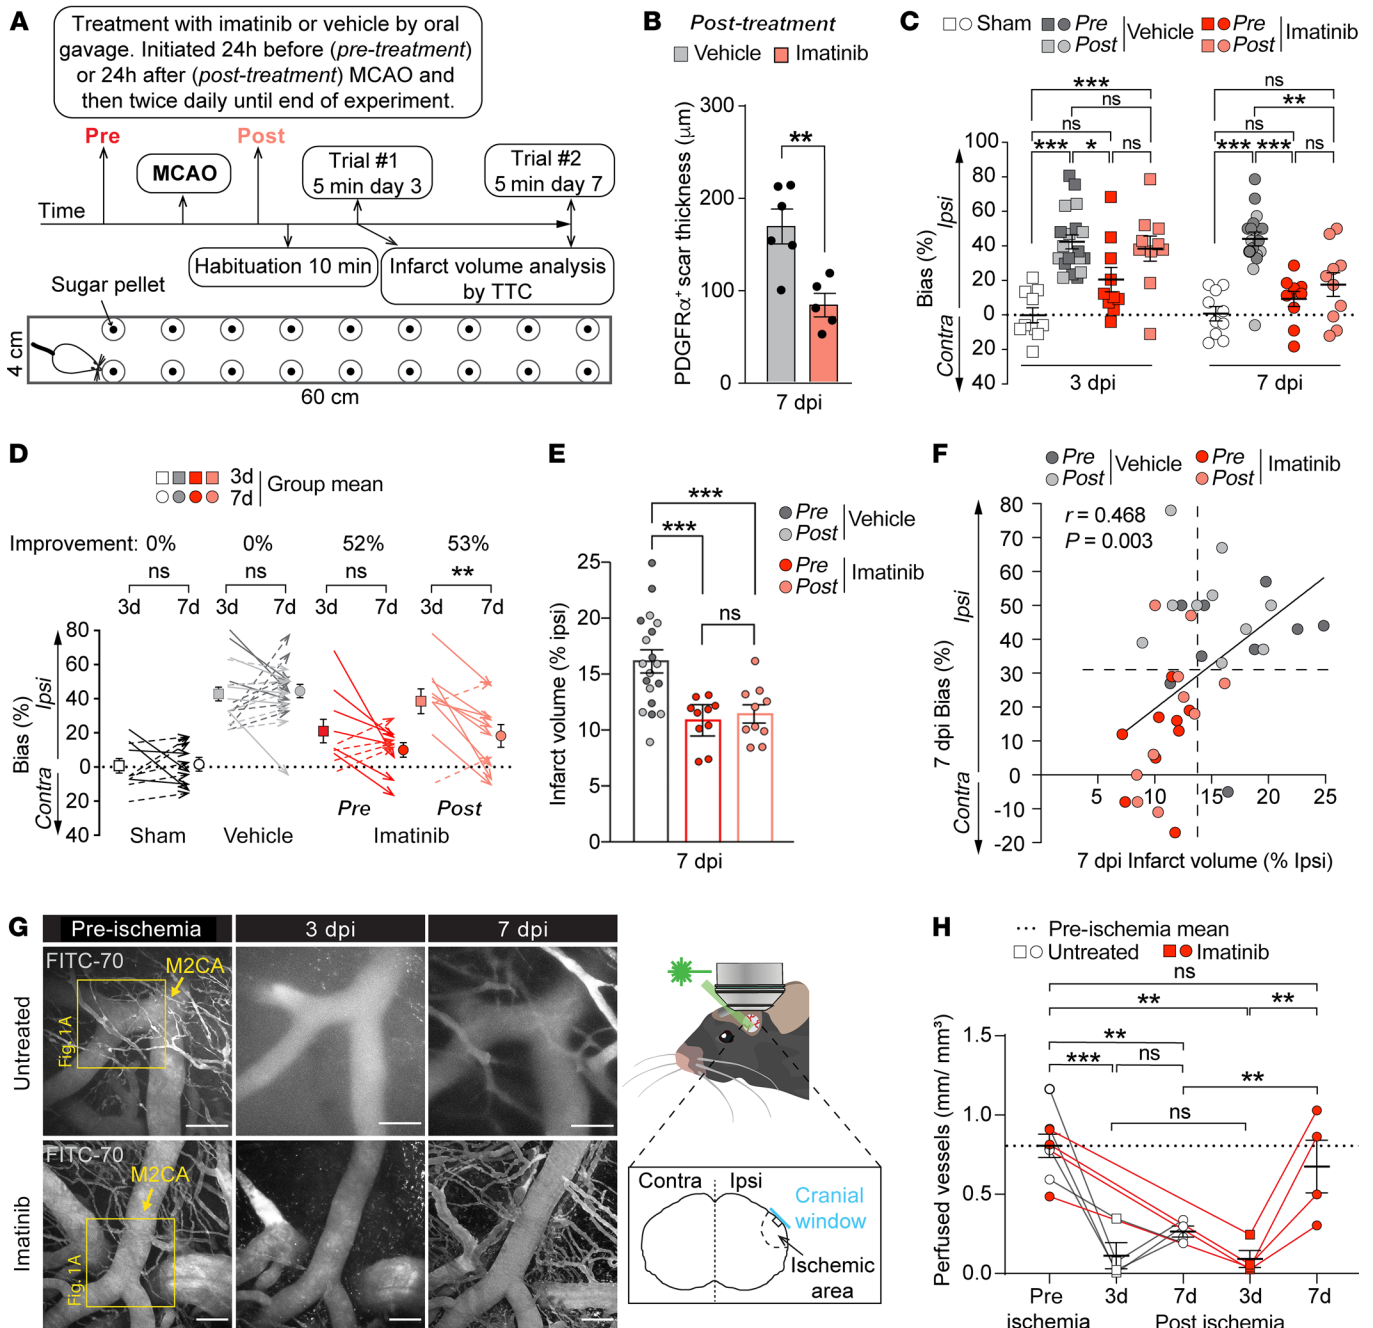 A
Treatment with imatinib or vehicle by oral
gavage. Initiated 24h before (pre-treatment)
or 24h after (post-treatment) MCAO and
then twice daily until end of experiment.
Pre
Post
MCAO
Trial #1
5 min day 3
Trial #2
5 min day 7
Time
Habituation 10 min
Infarct volume analysis
by TTC
Sugar pellet
4 cm
60 cm
B
Post-treatment
Vehicle
Imatinib
PDGFRα+ scar thickness (μm)
300
200
100
0
**
7 dpi
C
Sham
Pre
Post
Vehicle
Pre
Post
Imatinib
Bias (%)
Ipsi
Contra
100
80
60
40
20
0
20
40
***
ns
ns
*** * ns
ns
**
ns
*** *** ns
3 dpi
7 dpi
D
3d
7d
Group mean
Improvement: 0% 0% 52% 53%
ns ns ns **
3d 7d 3d 7d 3d 7d 3d 7d
Bias (%)
Ipsi
Contra
80
60
40
20
0
20
40
Pre Post
Sham Vehicle Imatinib
E
Pre
Post
Vehicle
Pre
Post
Imatinib
Infarct volume (% ipsi)
25
20
15
10
5
0
***
***
ns
7 dpi
F
Pre
Post
Vehicle
Pre
Post
Imatinib
r = 0.468
P = 0.003
7 dpi Bias (%)
Ipsi
Contra
80
70
60
50
40
30
20
10
0
-10
-20
5 10 15 20 25
7 dpi Infarct volume (% Ipsi)
G
Pre-ischemia 3 dpi 7 dpi
Untreated
FITC-70
M2CA
Fig. 1A
Imatinib
FITC-70
M2CA
Fig. 1A
Contra Ipsi
Cranial
window
Ischemic
area
H
Pre-ischemia mean
Untreated
Imatinib
Perfused vessels (mm/ mm³)
1.5
1.0
0.5
0.0
ns
** **
**
*** ns
**
ns
Pre 3d 7d 3d 7d
ischemia Post ischemia